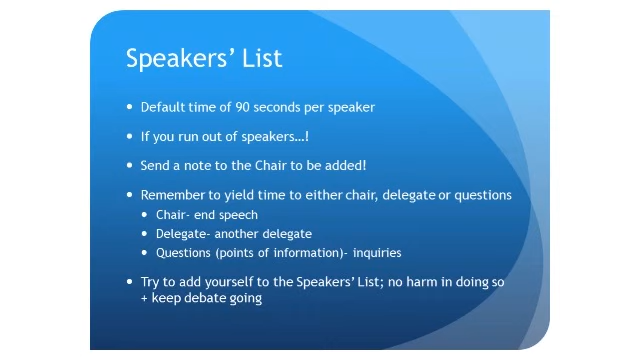 Speakers’ List
• Default time of 90 seconds per speaker
• If you run out of speakers…!
• Send a note to the Chair to be added!
• Remember to yield time to either chair, delegate or questions
• Chair- end speech
• Delegate- another delegate
• Questions (points of information)- inquiries
• Try to add yourself to the Speakers’ List; no harm in doing so
+ keep debate going